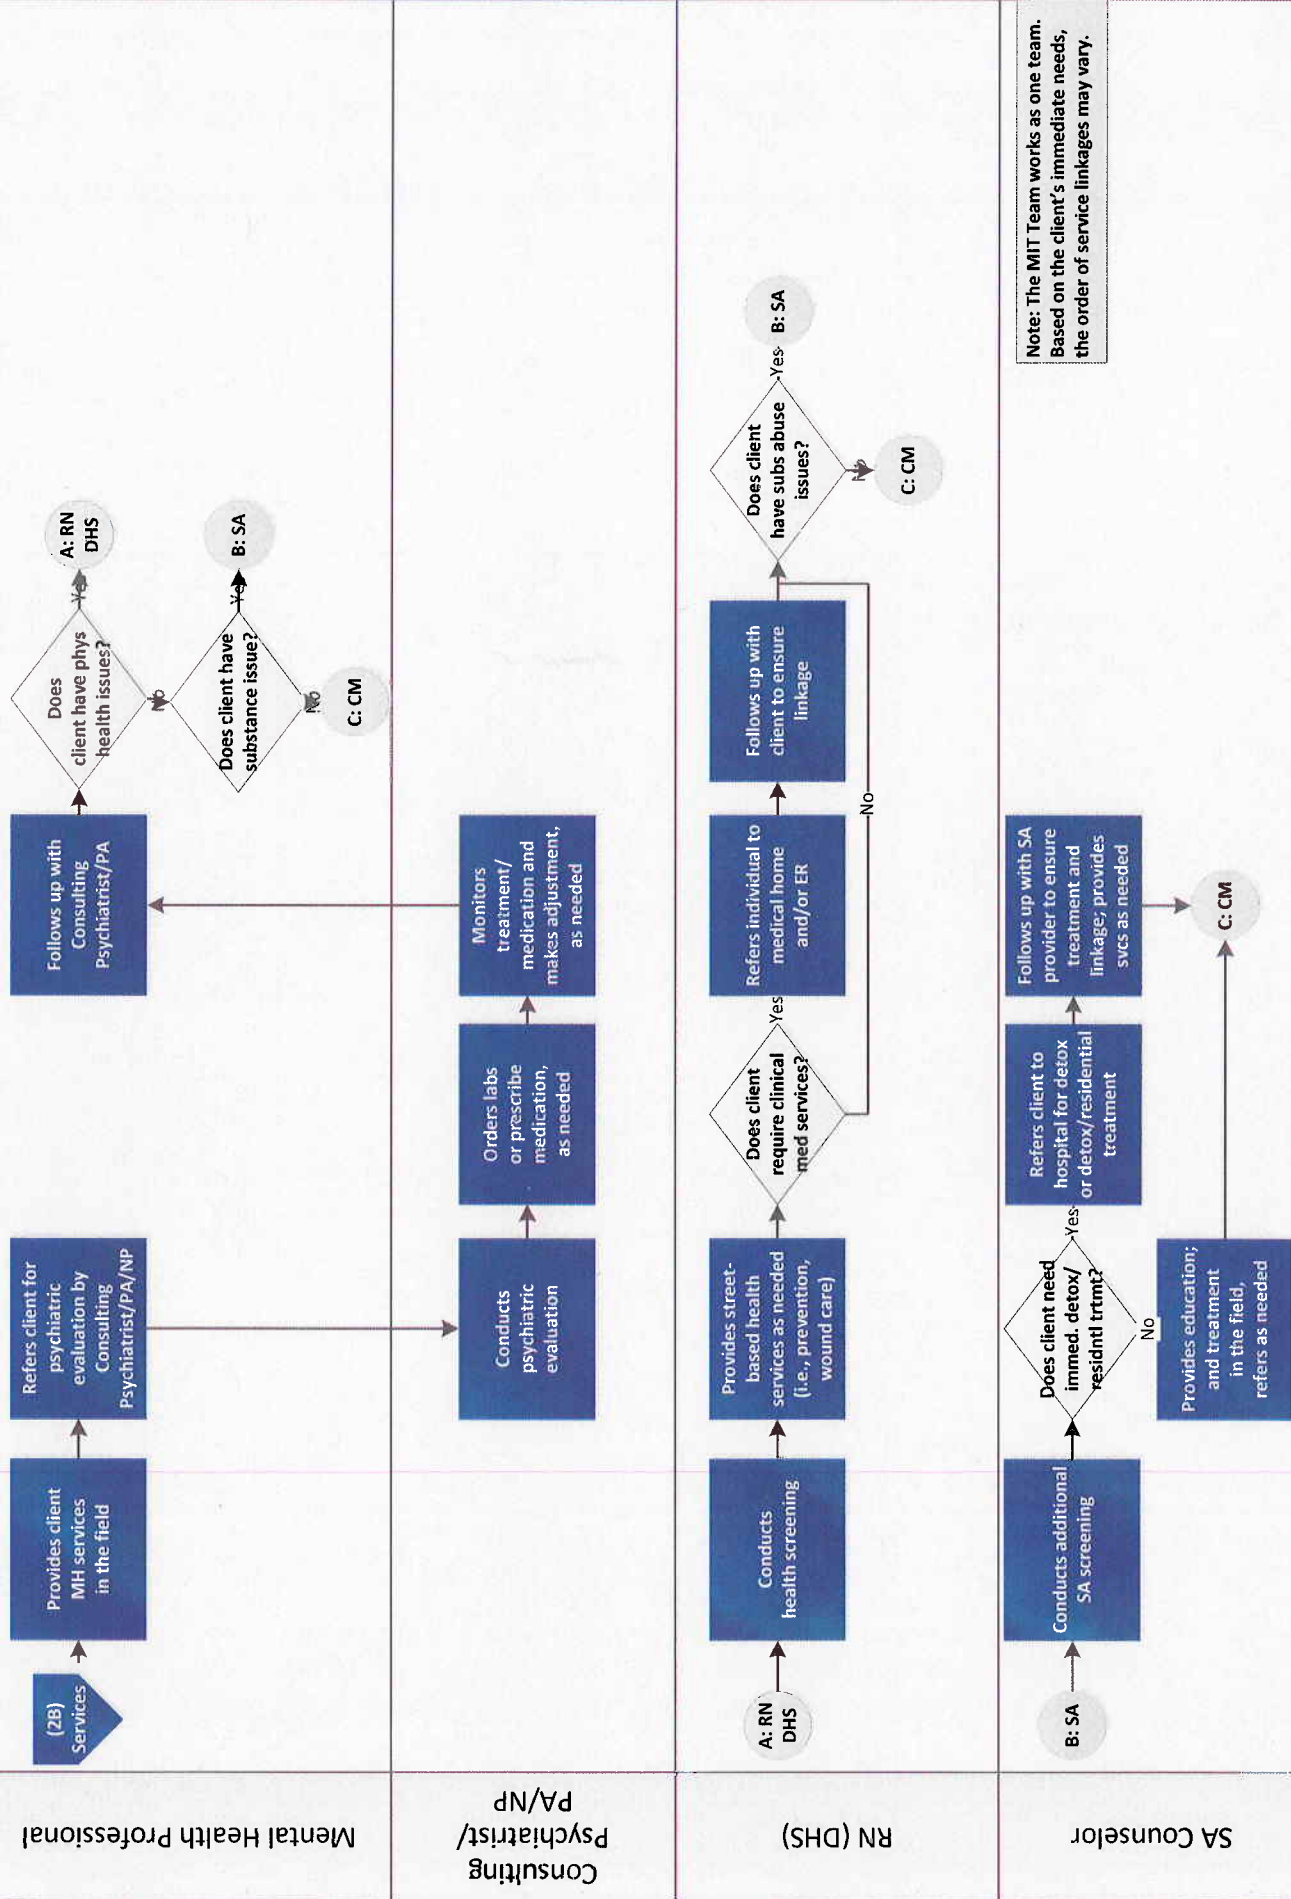 Mental Health Professional
(2B)
Services
Provides client
MH services
in the field
Refers client for
psychiatric
evaluation by
Consulting
Psychiatrist/PA/NP
Follows up with
Consulting
Psychiatrist/PA
Does
client have phys
health issues?
Yes
A: RN
DHS
No
Does client have
substance issue?
Yes
B: SA
No
C: CM
Consulting
Psychiatrist/
PA/NP
Conducts
psychiatric
evaluation
Orders labs
or prescribe
medication,
as needed
Monitors
treatment/
medication and
makes adjustment,
as needed
RN (DHS)
A: RN
DHS
Conducts
health screening
Provides street-
based health
services as needed
(i.e., prevention,
wound care)
Does client
require clinical
med services?
Yes
Refers individual to
medical home
and/or ER
Follows up with
client to ensure
linkage
No
Does client
have subs abuse
issues?
Yes
B: SA
No
C: CM
SA Counselor
B: SA
Conducts additional
SA screening
Does client need
immed. detox/
residntl trtmt?
Yes
Refers client to
hospital for detox
or detox/residential
treatment
Follows up with SA
provider to ensure
treatment and
linkage; provides
svcs as needed
No
Provides education;
and treatment
in the field,
refers as needed
C: CM
Note: The MIT Team works as one team.
Based on the client's immediate needs,
the order of service linkages may vary.